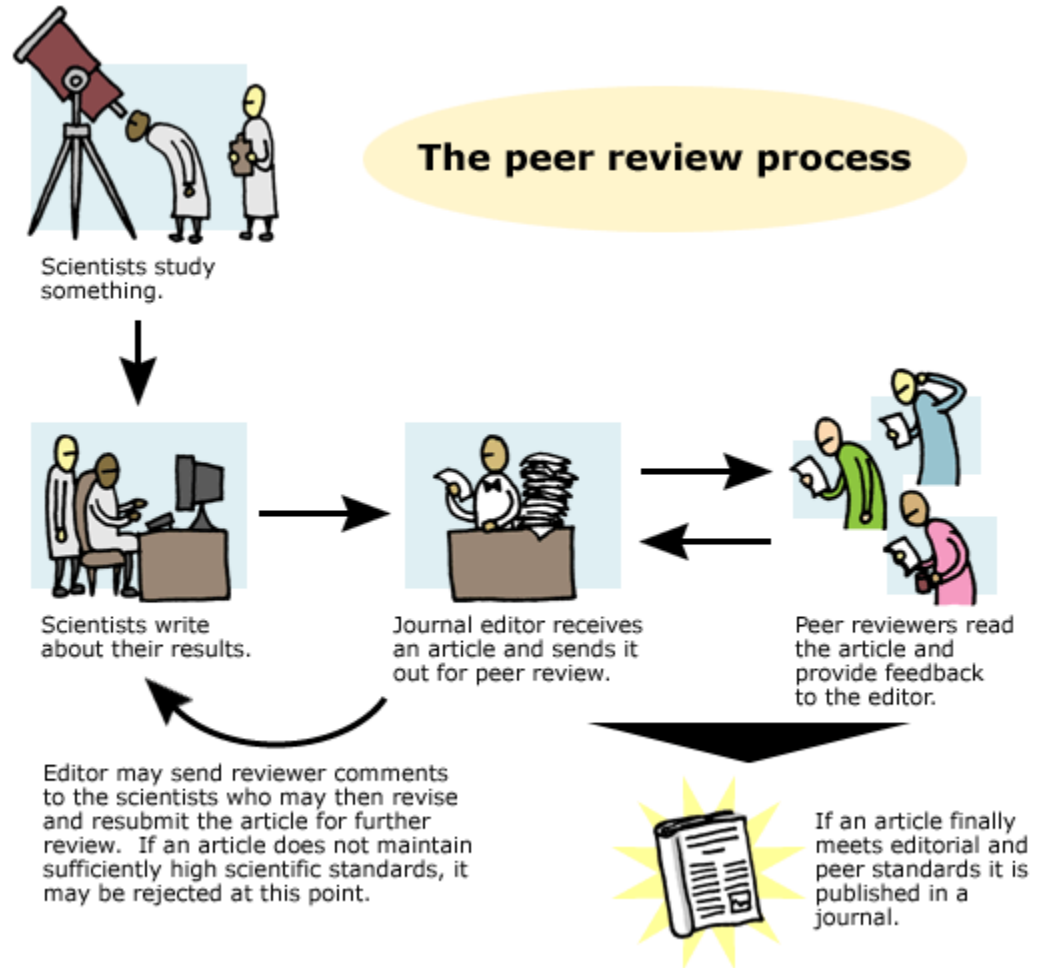 The peer review process
Scientists study
something.
Scientists write
about their results.
Journal editor receives
an article and sends it
out for peer review.
Peer reviewers read
the article and
provide feedback
to the editor.
Editor may send reviewer comments
to the scientists who may then revise
and resubmit the article for further
review.  If an article does not maintain
sufficiently high scientific standards, it
may be rejected at this point.
If an article finally
meets editorial and
peer standards it is
published in a
journal.